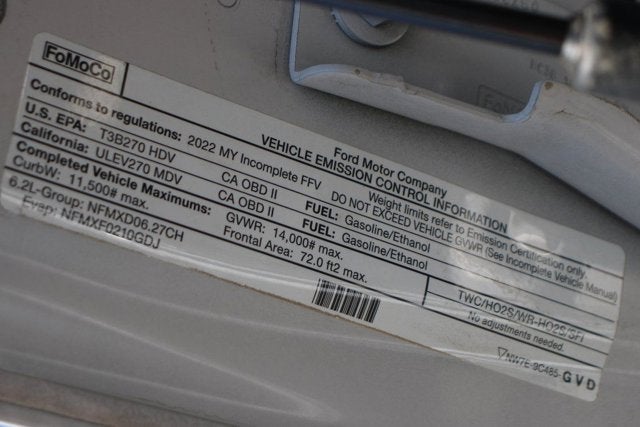 FoMoCo
Ford Motor Company
VEHICLE EMISSION CONTROL INFORMATION
Conforms to regulations: 2022 MY Incomplete FFV
Weight limits refer to Emission Certification only.
DO NOT EXCEED VEHICLE GVWR (See Incomplete Vehicle Manual)
U.S. EPA: T3B270 HDV CA OBD II FUEL: Gasoline/Ethanol
California: ULEV270 MDV CA OBD II FUEL: Gasoline/Ethanol
Completed Vehicle Maximums: GVWR: 14,000# max.
CurbW: 11,500# max. Frontal Area: 72.0 ft2 max.
6.2L-Group: NFMXD06.27CH
Evap: NFMXF0210GDJ
TWC/HO2S/WR-HO2S/SFI
No adjustments needed.
NW7E-9C485-GVD
FoMoCo